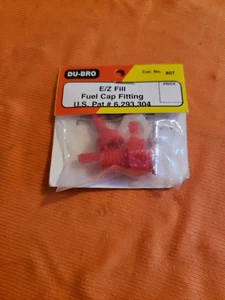 DU-BRO
Cat. No. 807
E/Z Fill
Fuel Cap Fitting
U.S. Pat # 6,293,304